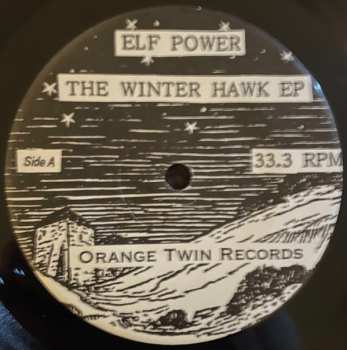 ELF POWER
THE WINTER HAWK EP
Side A
33.3 RPM
ORANGE TWIN RECORDS